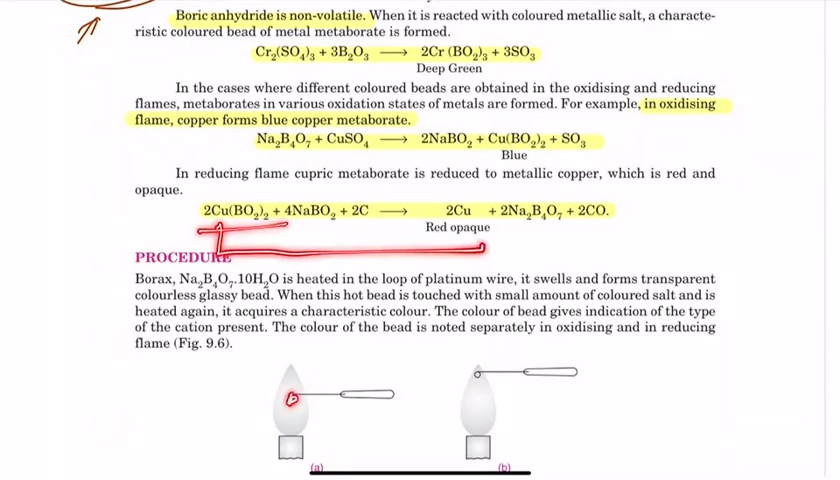 Boric anhydride is non-volatile. When it is reacted with coloured metallic salt, a characte-
ristic coloured bead of metal metaborate is formed.
Cr₂(SO₄)₃ + 3B₂O₃ ⟶ 2Cr (BO₂)₃ + 3SO₃
Deep Green
In the cases where different coloured beads are obtained in the oxidising and reducing
flames, metaborates in various oxidation states of metals are formed. For example, in oxidising
flame, copper forms blue copper metaborate.
Na₂B₄O₇ + CuSO₄ ⟶ 2NaBO₂ + Cu(BO₂)₂ + SO₃
Blue
In reducing flame cupric metaborate is reduced to metallic copper, which is red and
opaque.
2Cu(BO₂)₂ + 4NaBO₂ + 2C ⟶ 2Cu + 2Na₂B₄O₇ + 2CO.
Red opaque
PROCEDURE
Borax, Na₂B₄O₇.10H₂O is heated in the loop of platinum wire, it swells and forms transparent
colourless glassy bead. When this hot bead is touched with small amount of coloured salt and is
heated again, it acquires a characteristic colour. The colour of bead gives indication of the type
of the cation present. The colour of the bead is noted separately in oxidising and in reducing
flame (Fig. 9.6).
(a) (b)